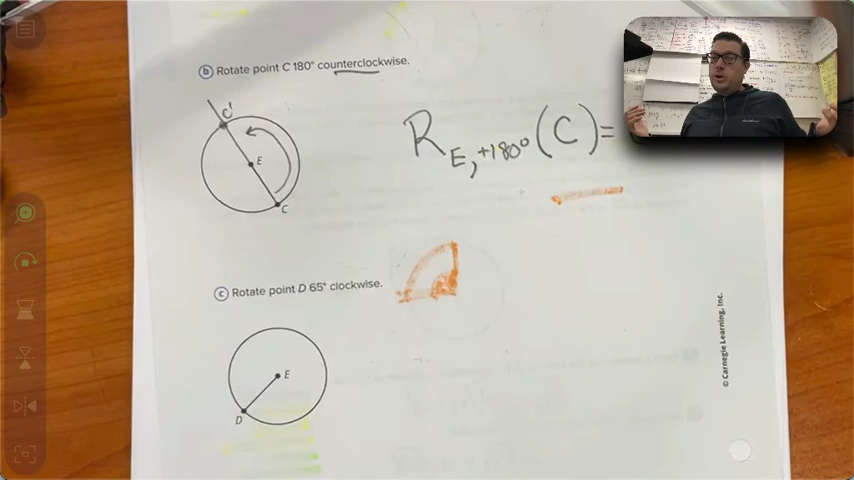 b Rotate point C 180° counterclockwise.
C'
E
C
R E, +180° (C) =
c Rotate point D 65° clockwise.
E
D
© Carnegie Learning, Inc.